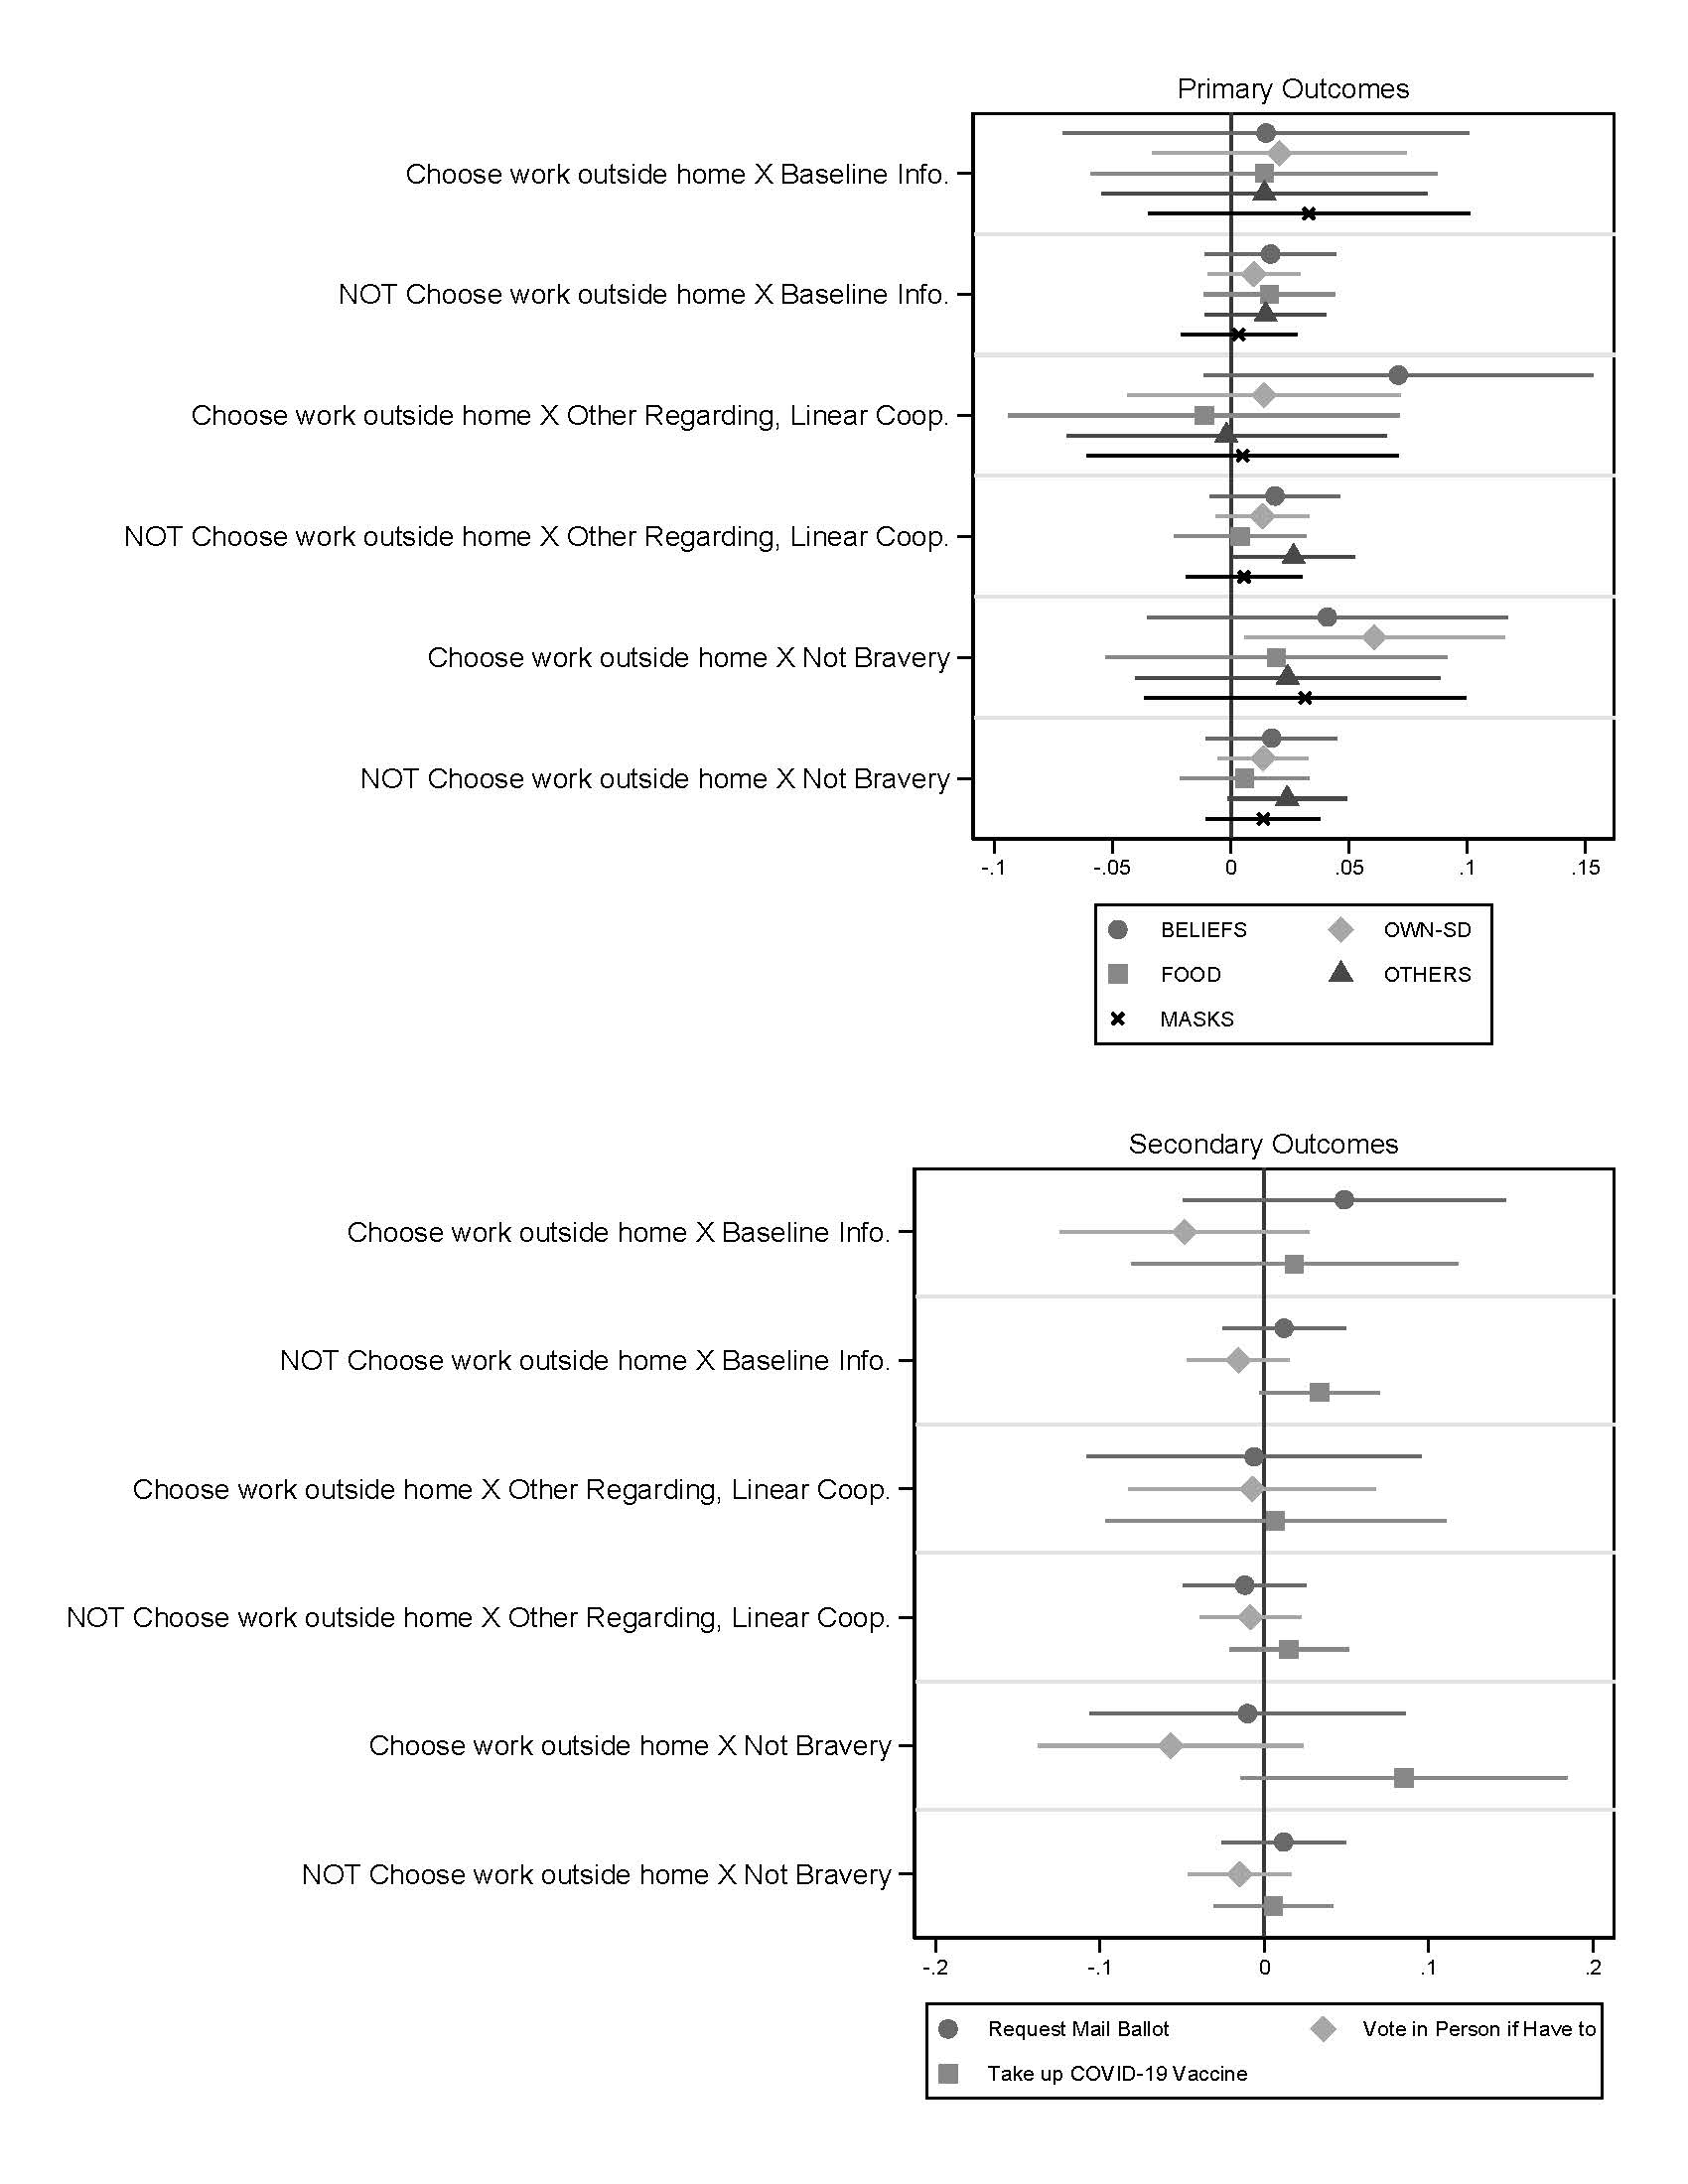 Primary Outcomes
Choose work outside home X Baseline Info.
NOT Choose work outside home X Baseline Info.
Choose work outside home X Other Regarding, Linear Coop.
NOT Choose work outside home X Other Regarding, Linear Coop.
Choose work outside home X Not Bravery
NOT Choose work outside home X Not Bravery
-.1 -.05 0 .05 .1 .15
BELIEFS OWN-SD
FOOD OTHERS
MASKS
Secondary Outcomes
Choose work outside home X Baseline Info.
NOT Choose work outside home X Baseline Info.
Choose work outside home X Other Regarding, Linear Coop.
NOT Choose work outside home X Other Regarding, Linear Coop.
Choose work outside home X Not Bravery
NOT Choose work outside home X Not Bravery
-.2 -.1 0 .1 .2
Request Mail Ballot Vote in Person if Have to
Take up COVID-19 Vaccine